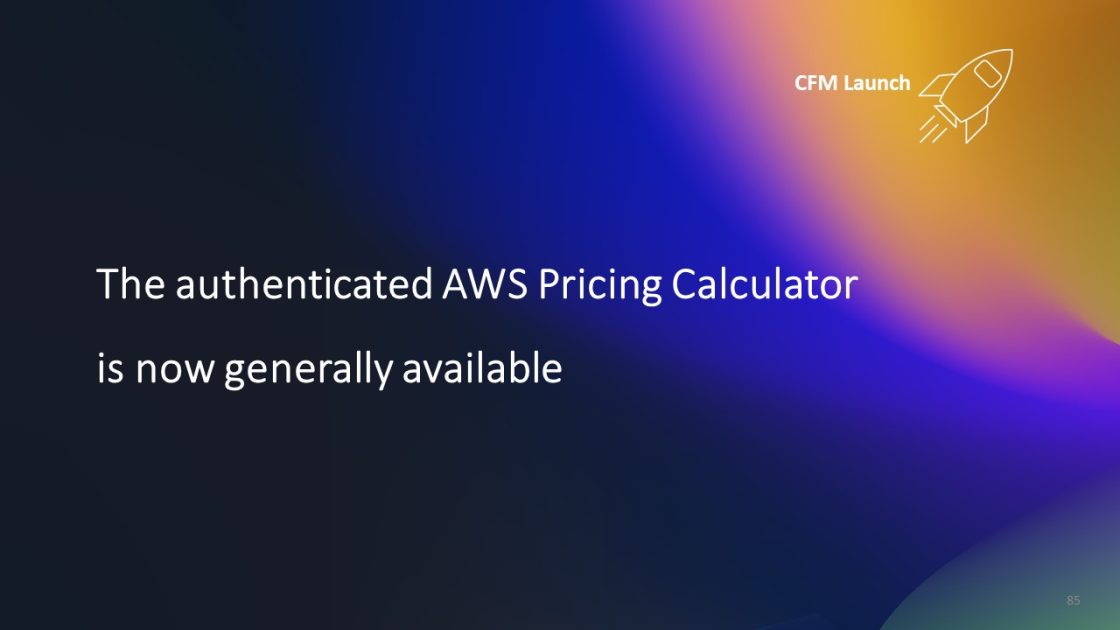 CFM Launch
The authenticated AWS Pricing Calculator
is now generally available
85